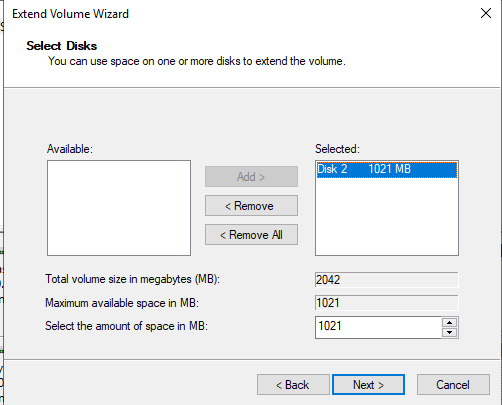 Extend Volume Wizard
Select Disks
You can use space on one or more disks to extend the volume.
Available:
Selected:
Disk 2 1021 MB
Add >
< Remove
< Remove All
Total volume size in megabytes (MB): 2042
Maximum available space in MB: 1021
Select the amount of space in MB: 1021
< Back Next > Cancel